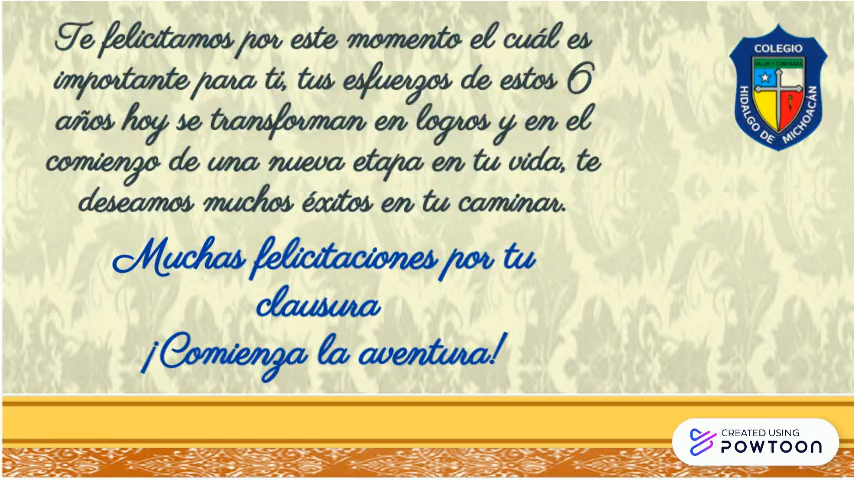 Te felicitamos por este momento el cuál es
importante para ti, tus esfuerzos de estos 6
años hoy se transforman en logros y en el
comienzo de una nueva etapa en tu vida, te
deseamos muchos éxitos en tu caminar.
Muchas felicitaciones por tu
clausura
¡Comienza la aventura!
COLEGIO
VALOR Y CONFIANZA
HIDALGO DE MICHOACÁN
CREATED USING
POWTOON